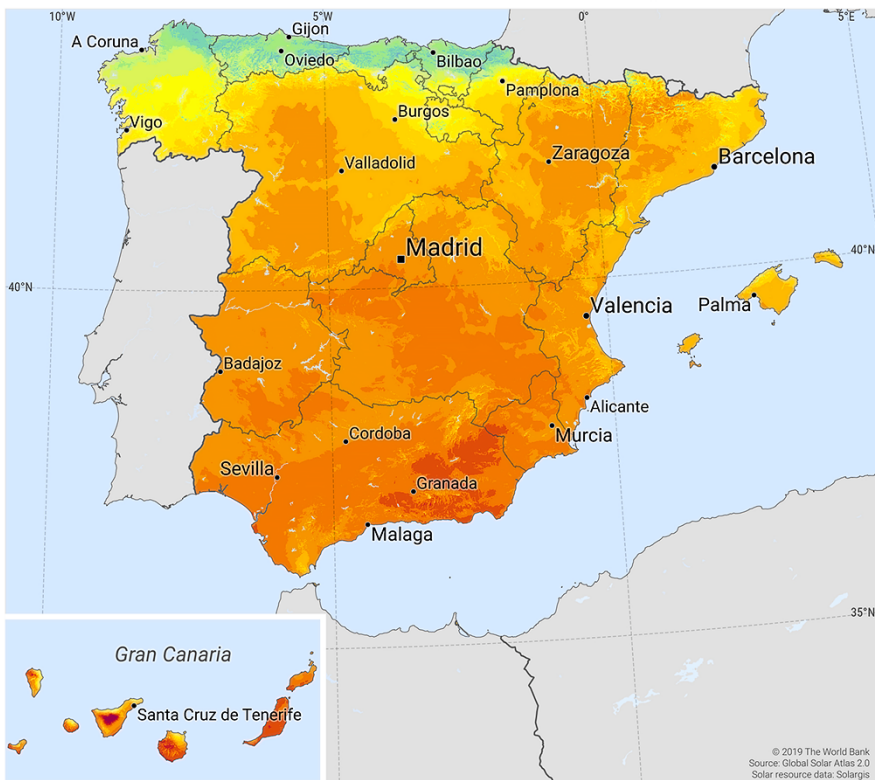 10°W
5°W
0°
5°E
Gijon
A Coruna
Oviedo
Bilbao
Pamplona
Burgos
Vigo
Zaragoza
Barcelona
Valladolid
Madrid
40°N
40°N
Valencia
Palma
Badajoz
Alicante
Cordoba
Murcia
Sevilla
Granada
Malaga
35°N
Gran Canaria
Santa Cruz de Tenerife
© 2019 The World Bank
Source: Global Solar Atlas 2.0
Solar resource data: Solargis